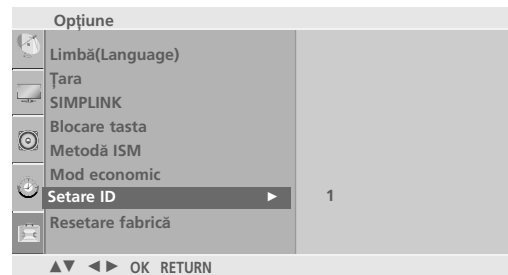 Opțiune
Limbă(Language)
Țara
SIMPLINK
Blocare tasta
Metodă ISM
Mod economic
Setare ID ► 1
Resetare fabrică
▲▼ ◄► OK RETURN